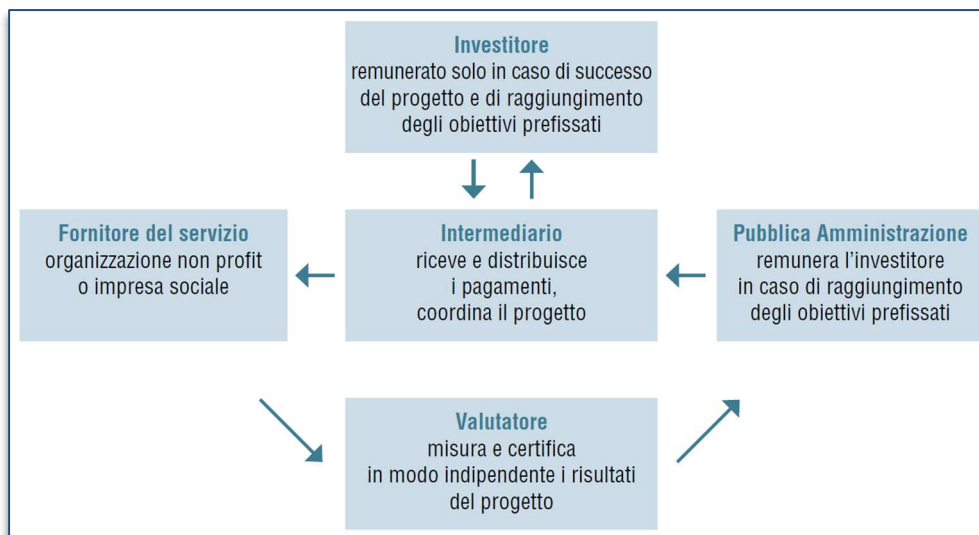 Investitore
remunerato solo in caso di successo
del progetto e di raggiungimento
degli obiettivi prefissati
Fornitore del servizio
organizzazione non profit
o impresa sociale
Intermediario
riceve e distribuisce
i pagamenti,
coordina il progetto
Pubblica Amministrazione
remunera l’investitore
in caso di raggiungimento
degli obiettivi prefissati
Valutatore
misura e certifica
in modo indipendente i risultati
del progetto